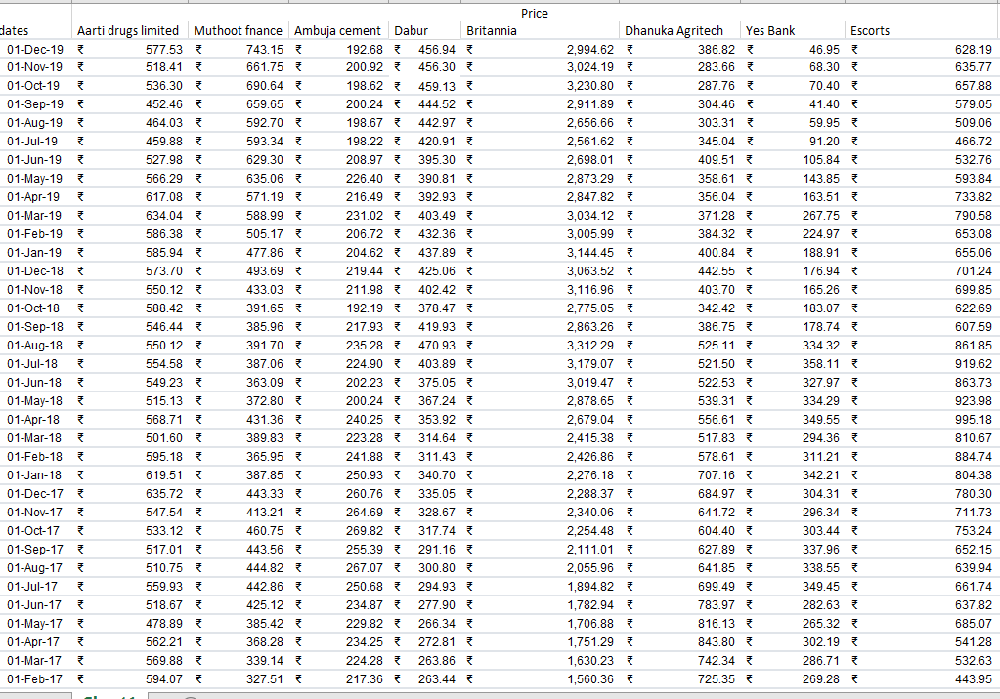 Price
dates Aarti drugs limited Muthoot fnance Ambuja cement Dabur Britannia Dhanuka Agritech Yes Bank Escorts
01-Dec-19 ₹ 577.53 ₹ 743.15 ₹ 192.68 ₹ 456.94 ₹ 2,994.62 ₹ 386.82 ₹ 46.95 ₹ 628.19
01-Nov-19 ₹ 518.41 ₹ 661.75 ₹ 200.92 ₹ 456.30 ₹ 3,024.19 ₹ 283.66 ₹ 68.30 ₹ 635.77
01-Oct-19 ₹ 536.30 ₹ 690.64 ₹ 198.62 ₹ 459.13 ₹ 3,230.80 ₹ 287.76 ₹ 70.40 ₹ 657.88
01-Sep-19 ₹ 452.46 ₹ 659.65 ₹ 200.24 ₹ 444.52 ₹ 2,911.89 ₹ 304.46 ₹ 41.40 ₹ 579.05
01-Aug-19 ₹ 464.03 ₹ 592.70 ₹ 198.67 ₹ 442.97 ₹ 2,656.66 ₹ 303.31 ₹ 59.95 ₹ 509.06
01-Jul-19 ₹ 459.88 ₹ 593.34 ₹ 198.22 ₹ 420.91 ₹ 2,561.62 ₹ 345.04 ₹ 91.20 ₹ 466.72
01-Jun-19 ₹ 527.98 ₹ 629.30 ₹ 208.97 ₹ 395.30 ₹ 2,698.01 ₹ 409.51 ₹ 105.84 ₹ 532.76
01-May-19 ₹ 566.29 ₹ 635.06 ₹ 226.40 ₹ 390.81 ₹ 2,873.29 ₹ 358.61 ₹ 143.85 ₹ 593.84
01-Apr-19 ₹ 617.08 ₹ 571.19 ₹ 216.49 ₹ 392.93 ₹ 2,847.82 ₹ 356.04 ₹ 163.51 ₹ 733.82
01-Mar-19 ₹ 634.04 ₹ 588.99 ₹ 231.02 ₹ 403.49 ₹ 3,034.12 ₹ 371.28 ₹ 267.75 ₹ 790.58
01-Feb-19 ₹ 586.38 ₹ 505.17 ₹ 206.72 ₹ 432.36 ₹ 3,005.99 ₹ 384.32 ₹ 224.97 ₹ 653.08
01-Jan-19 ₹ 585.94 ₹ 477.86 ₹ 204.62 ₹ 437.89 ₹ 3,144.45 ₹ 400.84 ₹ 188.91 ₹ 655.06
01-Dec-18 ₹ 573.70 ₹ 493.69 ₹ 219.44 ₹ 425.06 ₹ 3,063.52 ₹ 442.55 ₹ 176.94 ₹ 701.24
01-Nov-18 ₹ 550.12 ₹ 433.03 ₹ 211.98 ₹ 402.42 ₹ 3,116.96 ₹ 403.70 ₹ 165.26 ₹ 699.85
01-Oct-18 ₹ 588.42 ₹ 391.65 ₹ 192.19 ₹ 378.47 ₹ 2,775.05 ₹ 342.42 ₹ 183.07 ₹ 622.69
01-Sep-18 ₹ 546.44 ₹ 385.96 ₹ 217.93 ₹ 419.93 ₹ 2,863.26 ₹ 386.75 ₹ 178.74 ₹ 607.59
01-Aug-18 ₹ 550.12 ₹ 391.70 ₹ 235.28 ₹ 470.93 ₹ 3,312.29 ₹ 525.11 ₹ 334.32 ₹ 861.85
01-Jul-18 ₹ 554.58 ₹ 387.06 ₹ 224.90 ₹ 403.89 ₹ 3,179.07 ₹ 521.50 ₹ 358.11 ₹ 919.62
01-Jun-18 ₹ 549.23 ₹ 363.09 ₹ 202.23 ₹ 375.05 ₹ 3,019.47 ₹ 522.53 ₹ 327.97 ₹ 863.73
01-May-18 ₹ 515.13 ₹ 372.80 ₹ 200.24 ₹ 367.24 ₹ 2,878.65 ₹ 539.31 ₹ 334.29 ₹ 923.98
01-Apr-18 ₹ 568.71 ₹ 431.36 ₹ 240.25 ₹ 353.92 ₹ 2,679.04 ₹ 556.61 ₹ 349.55 ₹ 995.18
01-Mar-18 ₹ 501.60 ₹ 389.83 ₹ 223.28 ₹ 314.64 ₹ 2,415.38 ₹ 517.83 ₹ 294.36 ₹ 810.67
01-Feb-18 ₹ 595.18 ₹ 365.95 ₹ 241.88 ₹ 311.43 ₹ 2,426.86 ₹ 578.61 ₹ 311.21 ₹ 884.74
01-Jan-18 ₹ 619.51 ₹ 387.85 ₹ 250.93 ₹ 340.70 ₹ 2,276.18 ₹ 707.16 ₹ 342.21 ₹ 804.38
01-Dec-17 ₹ 635.72 ₹ 443.33 ₹ 260.76 ₹ 335.05 ₹ 2,288.37 ₹ 684.97 ₹ 304.31 ₹ 780.30
01-Nov-17 ₹ 547.54 ₹ 413.21 ₹ 264.69 ₹ 328.67 ₹ 2,340.06 ₹ 641.72 ₹ 296.34 ₹ 711.73
01-Oct-17 ₹ 533.12 ₹ 460.75 ₹ 269.82 ₹ 317.74 ₹ 2,254.48 ₹ 604.40 ₹ 303.44 ₹ 753.24
01-Sep-17 ₹ 517.01 ₹ 443.56 ₹ 255.39 ₹ 291.16 ₹ 2,111.01 ₹ 627.89 ₹ 337.96 ₹ 652.15
01-Aug-17 ₹ 510.75 ₹ 444.82 ₹ 267.07 ₹ 300.80 ₹ 2,055.96 ₹ 641.85 ₹ 338.55 ₹ 639.94
01-Jul-17 ₹ 559.93 ₹ 442.86 ₹ 250.68 ₹ 294.93 ₹ 1,894.82 ₹ 699.49 ₹ 349.45 ₹ 661.74
01-Jun-17 ₹ 518.67 ₹ 425.12 ₹ 234.87 ₹ 277.90 ₹ 1,782.94 ₹ 783.97 ₹ 282.63 ₹ 637.82
01-May-17 ₹ 478.89 ₹ 385.42 ₹ 229.82 ₹ 266.34 ₹ 1,706.88 ₹ 816.13 ₹ 265.32 ₹ 685.07
01-Apr-17 ₹ 562.21 ₹ 368.28 ₹ 234.25 ₹ 272.81 ₹ 1,751.29 ₹ 843.80 ₹ 302.19 ₹ 541.28
01-Mar-17 ₹ 569.88 ₹ 339.14 ₹ 224.28 ₹ 263.86 ₹ 1,630.23 ₹ 742.34 ₹ 286.71 ₹ 532.63
01-Feb-17 ₹ 594.07 ₹ 327.51 ₹ 217.36 ₹ 263.44 ₹ 1,560.36 ₹ 725.35 ₹ 269.28 ₹ 443.95